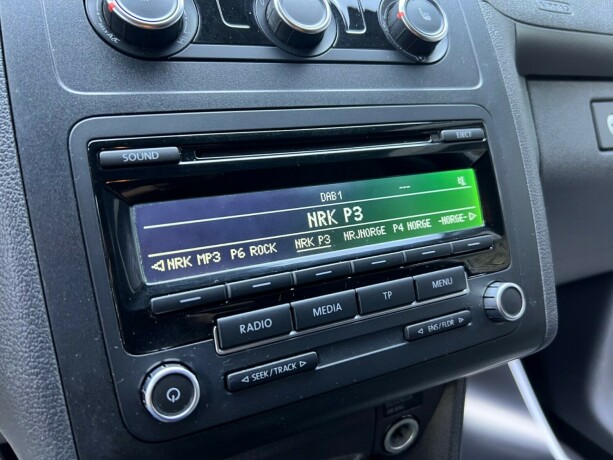 A/C
EJECT
SOUND
DAB1 ---
NRK P3
NRK MP3 P6 ROCK NRK P3 NRJNORGE P4 NORGE -NORGE-
RADIO MEDIA TP MENU
SEEK/TRACK ENS/FLDR